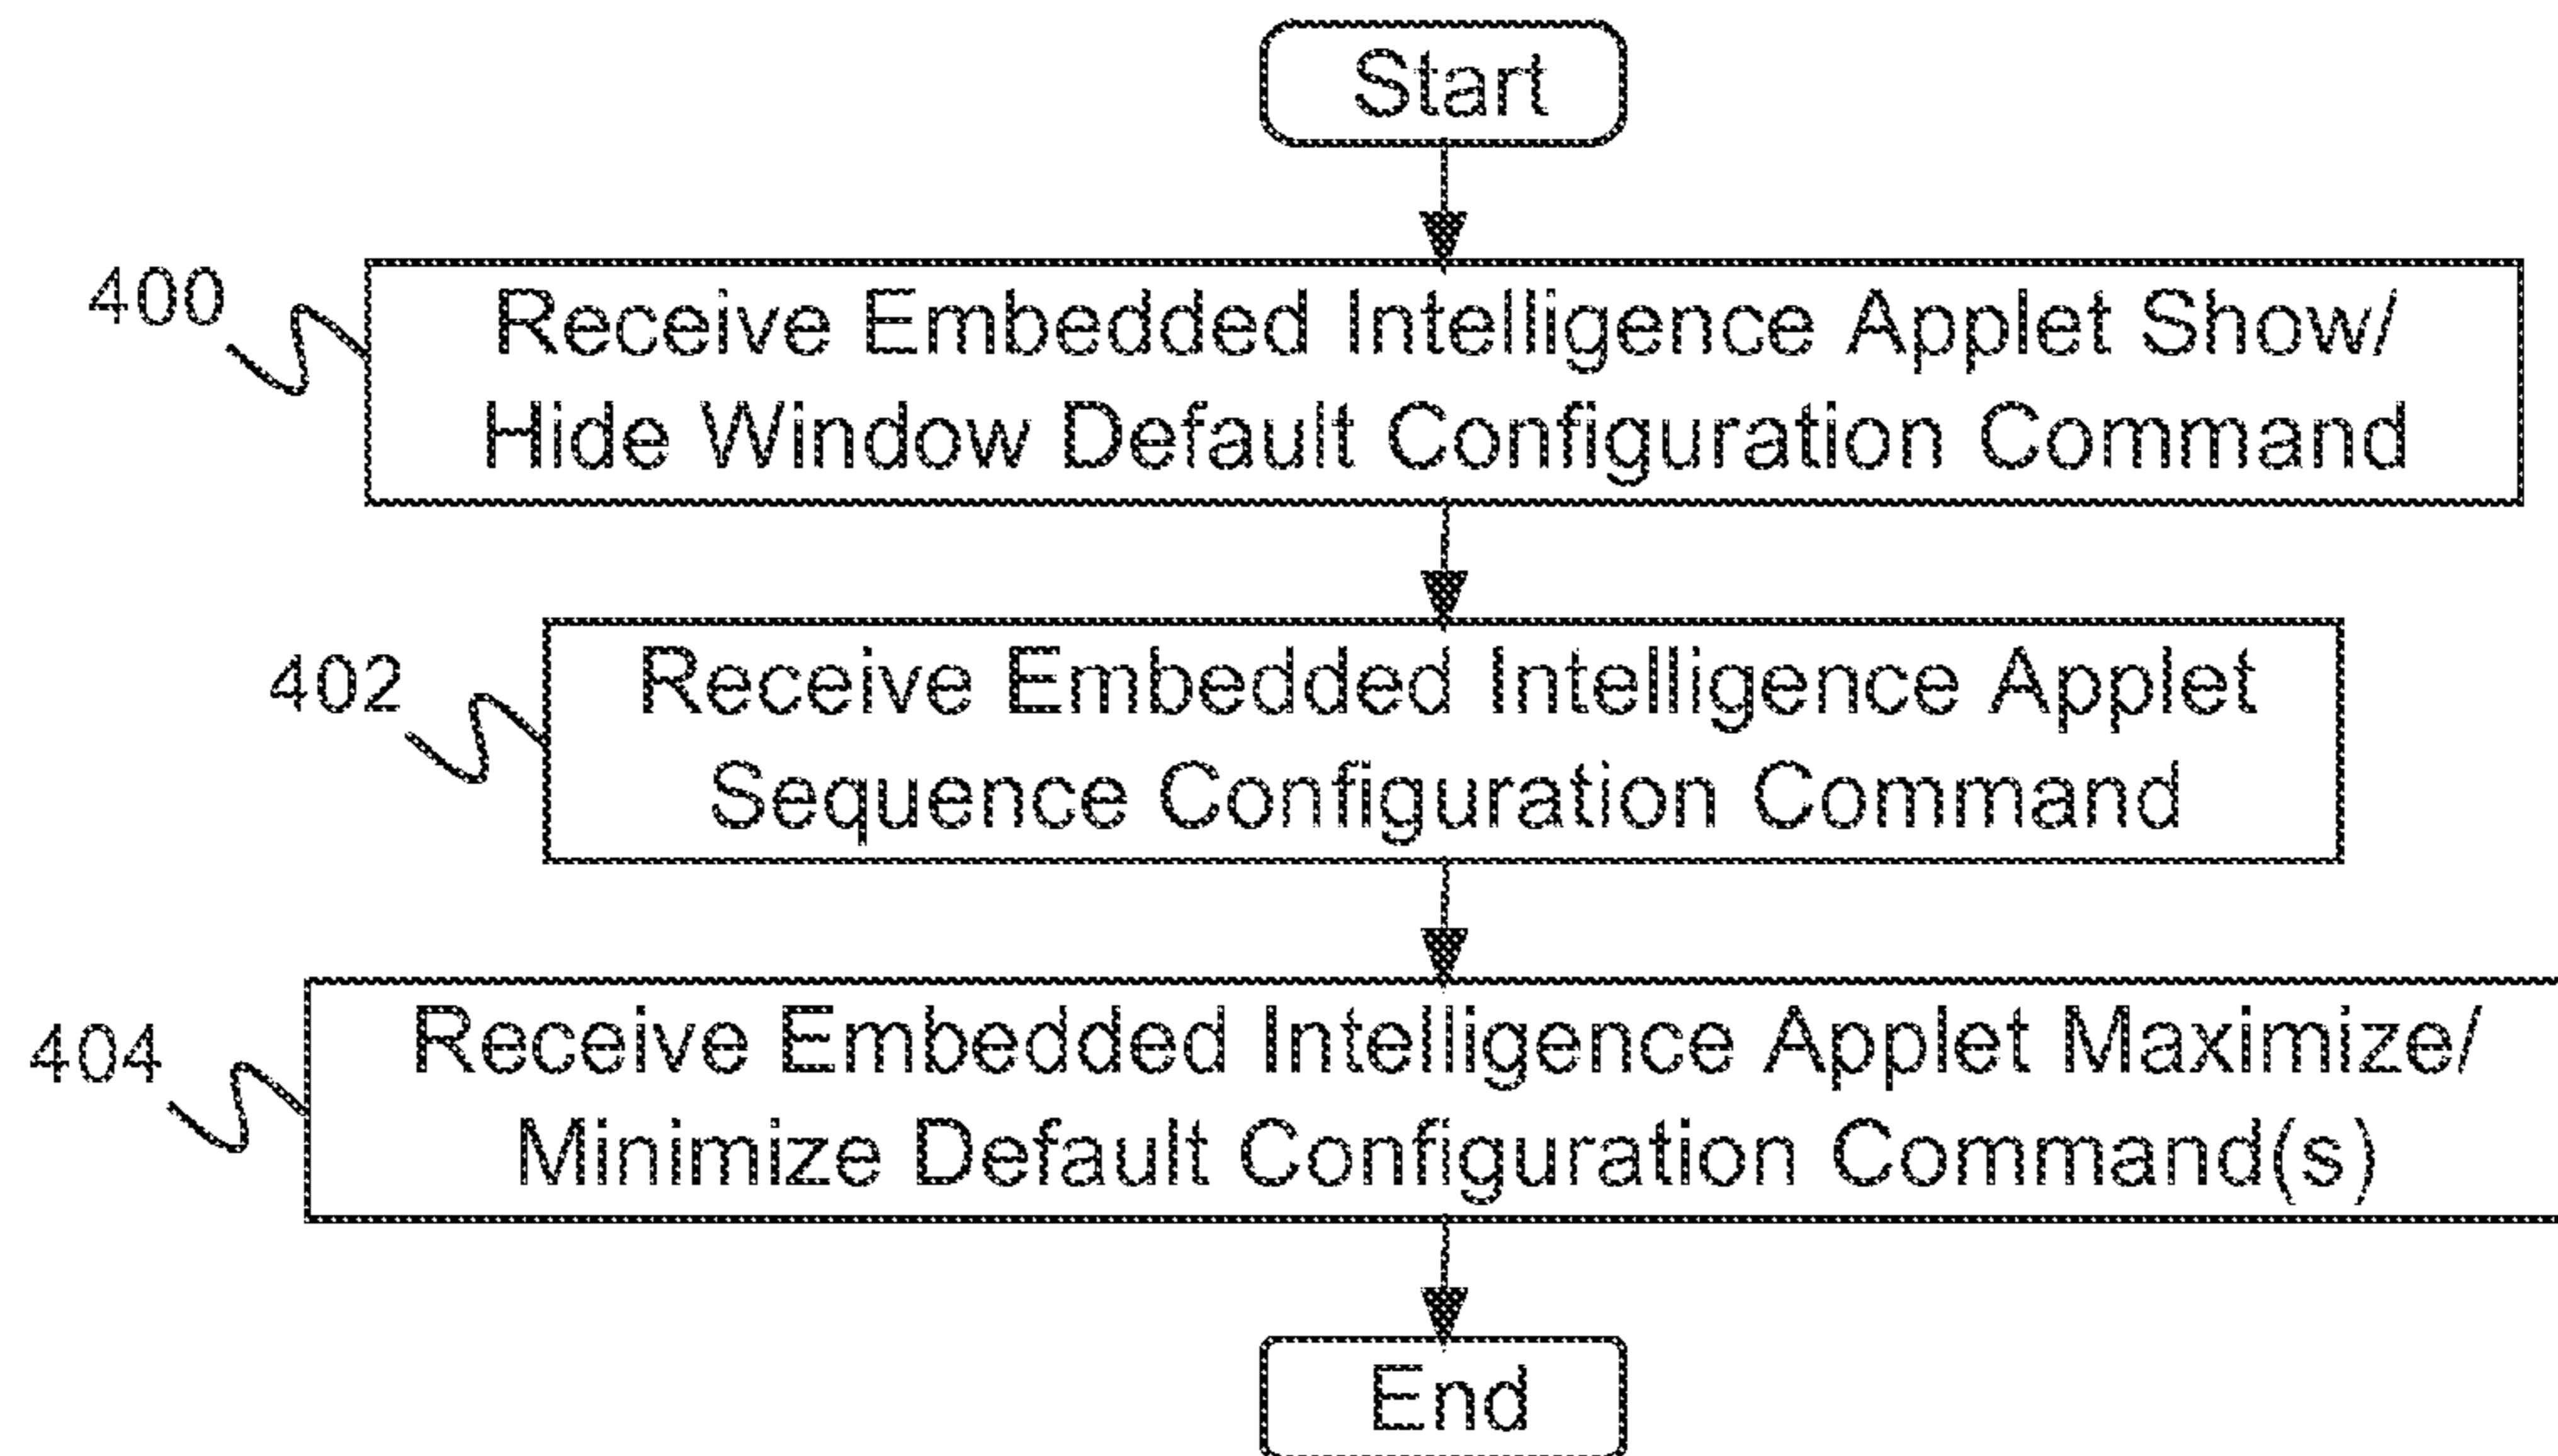 Start
400
Receive Embedded Intelligence Applet Show/
Hide Window Default Configuration Command
402
Receive Embedded Intelligence Applet
Sequence Configuration Command
404
Receive Embedded Intelligence Applet Maximize/
Minimize Default Configuration Command(s)
End